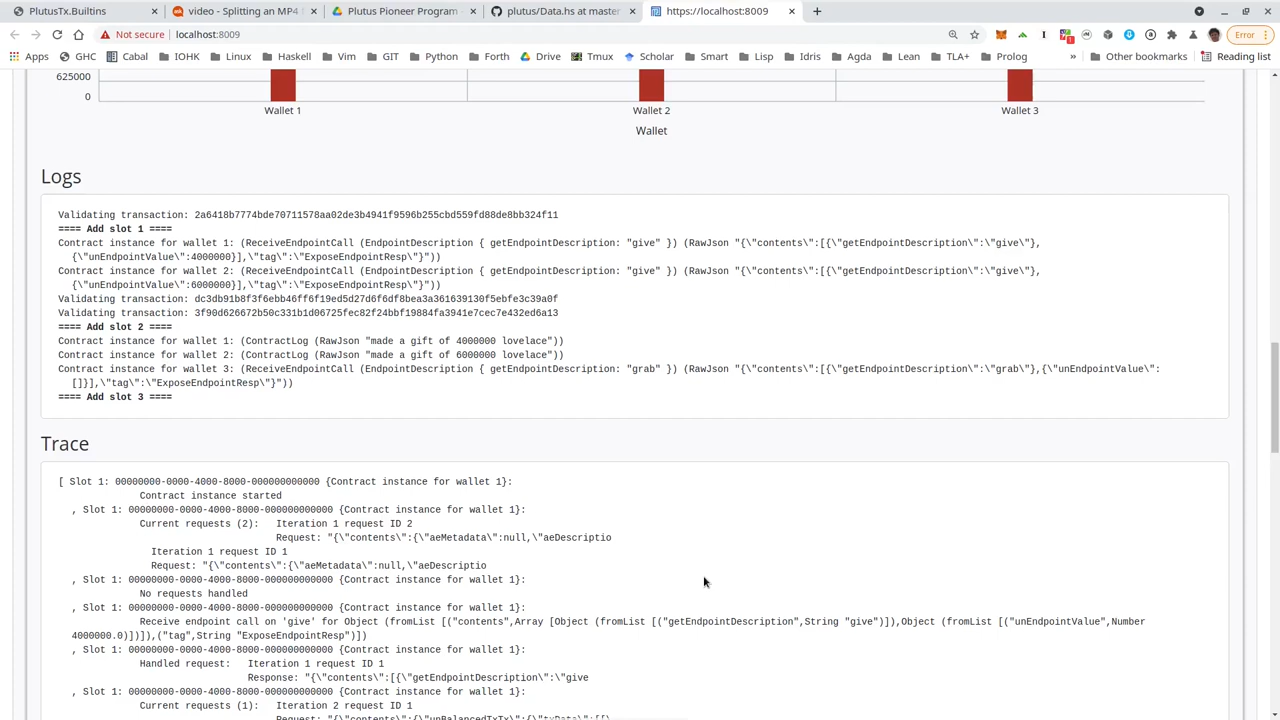 PlutusTx.Builtins
video - Splitting an MP4
Plutus Pioneer Program
plutus/Data.hs at master
https://localhost:8009
Not secure
localhost:8009
Error
Apps
GHC
Cabal
IOHK
Linux
Haskell
Vim
GIT
Python
Forth
Drive
Tmux
Scholar
Smart
Lisp
Idris
Agda
Lean
TLA+
Prolog
»
Other bookmarks
Reading list
625000
0
Wallet 1
Wallet 2
Wallet 3
Wallet
Logs
Validating transaction: 2a6418b7774bde70711578aa02de3b4941f9596b255cbd559fd88de8bb324f11
==== Add slot 1 ====
Contract instance for wallet 1: (ReceiveEndpointCall (EndpointDescription { getEndpointDescription: "give" }) (RawJson "{\"contents\":[{\"getEndpointDescription\":\"give\"},
{\"unEndpointValue\":4000000}],\"tag\":\"ExposeEndpointResp\"}"))
Contract instance for wallet 2: (ReceiveEndpointCall (EndpointDescription { getEndpointDescription: "give" }) (RawJson "{\"contents\":[{\"getEndpointDescription\":\"give\"},
{\"unEndpointValue\":6000000}],\"tag\":\"ExposeEndpointResp\"}"))
Validating transaction: dc3db91b8f3f6ebb46ff6f19ed5d27d6f6df8bea3a361639130f5ebfe3c39a0f
Validating transaction: 3f90d626672b50c331b1d06725fec82f24bbf19884fa3941e7cec7e432ed6a13
==== Add slot 2 ====
Contract instance for wallet 1: (ContractLog (RawJson "made a gift of 4000000 lovelace"))
Contract instance for wallet 2: (ContractLog (RawJson "made a gift of 6000000 lovelace"))
Contract instance for wallet 3: (ReceiveEndpointCall (EndpointDescription { getEndpointDescription: "grab" }) (RawJson "{\"contents\":[{\"getEndpointDescription\":\"grab\"},{\"unEndpointValue\":
[]}],\"tag\":\"ExposeEndpointResp\"}"))
==== Add slot 3 ====
Trace
[ Slot 1: 00000000-0000-4000-8000-000000000000 {Contract instance for wallet 1}:
Contract instance started
, Slot 1: 00000000-0000-4000-8000-000000000000 {Contract instance for wallet 1}:
Current requests (2): Iteration 1 request ID 2
Request: "{\"contents\":{\"aeMetadata\":null,\"aeDescriptio
Iteration 1 request ID 1
Request: "{\"contents\":{\"aeMetadata\":null,\"aeDescriptio
, Slot 1: 00000000-0000-4000-8000-000000000000 {Contract instance for wallet 1}:
No requests handled
, Slot 1: 00000000-0000-4000-8000-000000000000 {Contract instance for wallet 1}:
Receive endpoint call on 'give' for Object (fromList [("contents",Array [Object (fromList [("getEndpointDescription",String "give")]),Object (fromList [("unEndpointValue",Number
4000000.0)])]),("tag",String "ExposeEndpointResp")])
, Slot 1: 00000000-0000-4000-8000-000000000000 {Contract instance for wallet 1}:
Handled request: Iteration 1 request ID 1
Response: "{\"contents\":[{\"getEndpointDescription\":\"give
, Slot 1: 00000000-0000-4000-8000-000000000000 {Contract instance for wallet 1}:
Current requests (1): Iteration 2 request ID 1
Request: "{\"contents\":{\"unBalancedTxTx\":{\"txData\":[[\